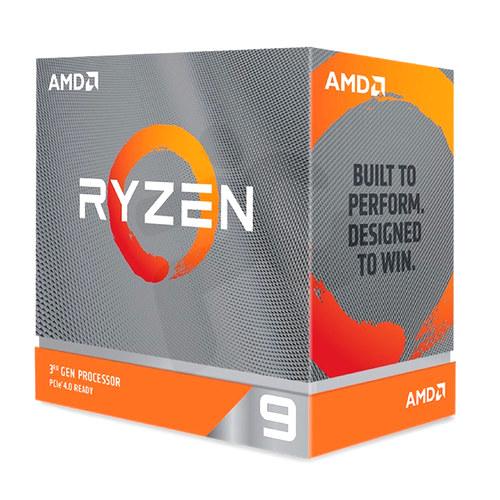 AMD
RYZEN
3RD GEN PROCESSOR
PCIe® 4.0 READY
9
AMD
BUILT TO
PERFORM.
DESIGNED
TO WIN.
AMD